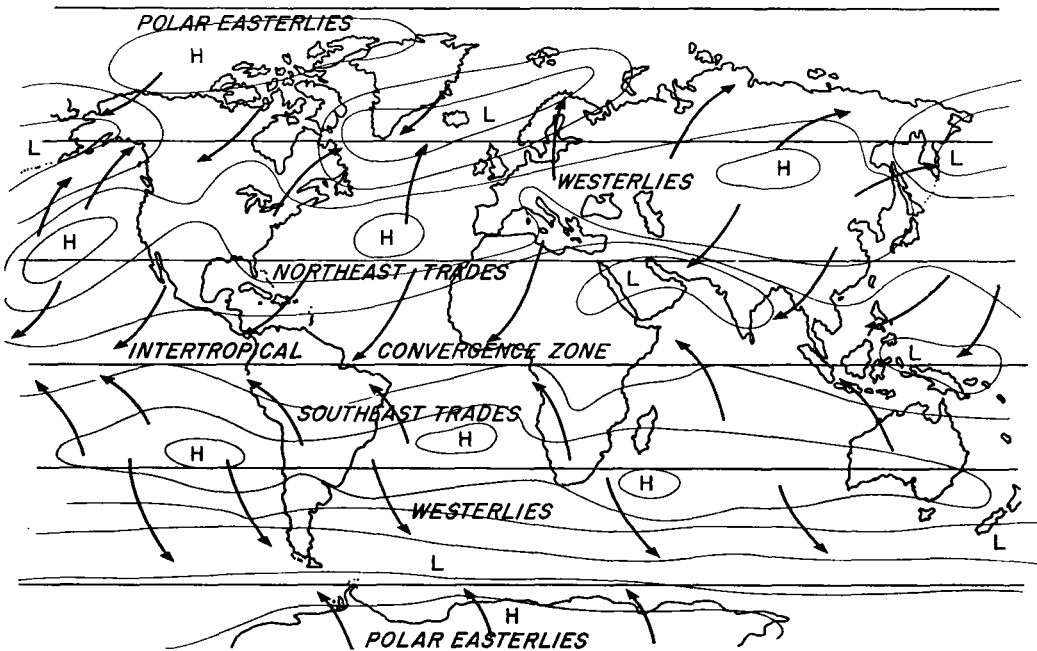 POLAR EASTERLIES
H
L
L
L
H
WESTERLIES
H
H
NORTHEAST TRADES
L
INTERTROPICAL CONVERGENCE ZONE
L
SOUTHEAST TRADES
H
H
H
WESTERLIES
L
L
H
POLAR EASTERLIES